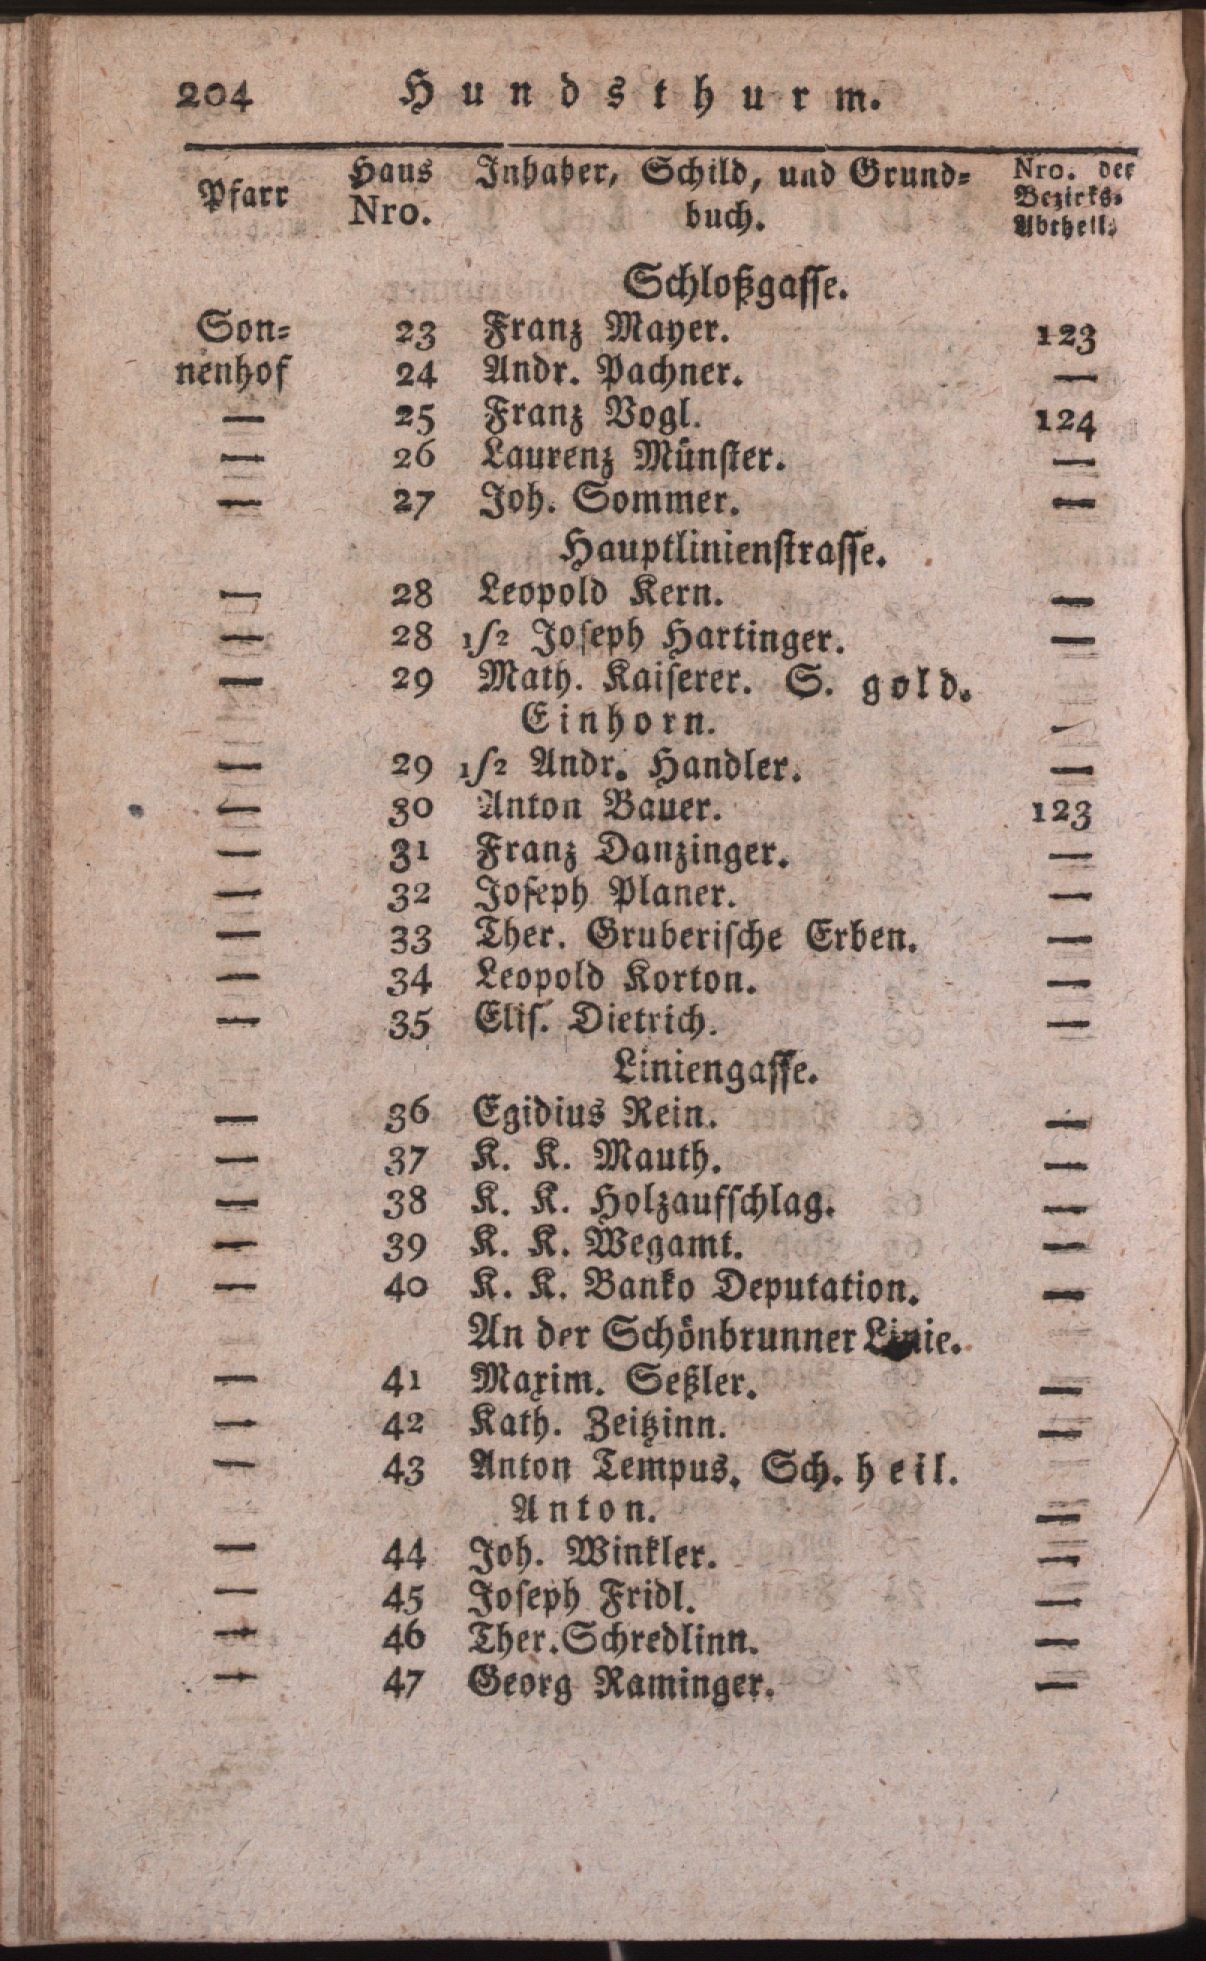 204 Hundsthurm.
Pfarr Haus Nro. Inhaber, Schild, und Grund= buch. Nro. der Bezirks= Abtheil.
Schloßgasse.
Son= 23 Franz Mayer. 123
nenhof 24 Andr. Pachner. —
— 25 Franz Vogl. 124
— 26 Laurenz Münster. —
— 27 Joh. Sommer. —
Hauptlinienstrasse.
— 28 Leopold Kern. —
— 28 1/2 Joseph Hartinger. —
— 29 Math. Kaiserer. S. gold.
Einhorn. —
— 29 1/2 Andr. Handler. —
— 30 Anton Bauer. 123
— 31 Franz Danzinger. —
— 32 Joseph Planer. —
— 33 Ther. Gruberische Erben. —
— 34 Leopold Korton. —
— 35 Elis. Dietrich. —
Liniengasse.
— 36 Egidius Rein. —
— 37 K. K. Mauth. —
— 38 K. K. Holzaufschlag. —
— 39 K. K. Wegamt. —
— 40 K. K. Banko Deputation. —
An der Schönbrunner Linie.
— 41 Maxim. Seßler. —
— 42 Kath. Zeitzinn. —
— 43 Anton Tempus. Sch. heil.
Anton. —
— 44 Joh. Winkler. —
— 45 Joseph Fridl. —
— 46 Ther. Schredlinn. —
— 47 Georg Raminger. —